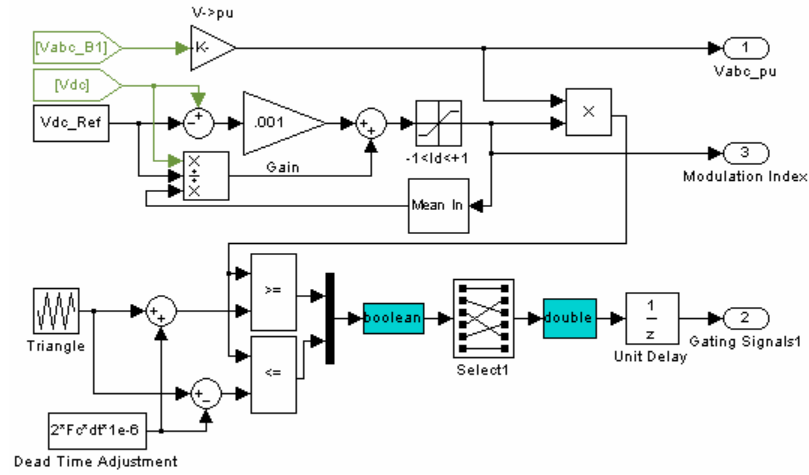 V->pu
[Vabc_B1]
K-
1
Vabc_pu
[Vdc]
Vdc_Ref
.001
-1<Id<+1
×
Gain
×
÷
×
3
Modulation Index
Mean In
>=
<=
Triangle
boolean
Select1
double
1
z
Unit Delay
2
Gating Signals1
2*Fc*dt*1e-6
Dead Time Adjustment